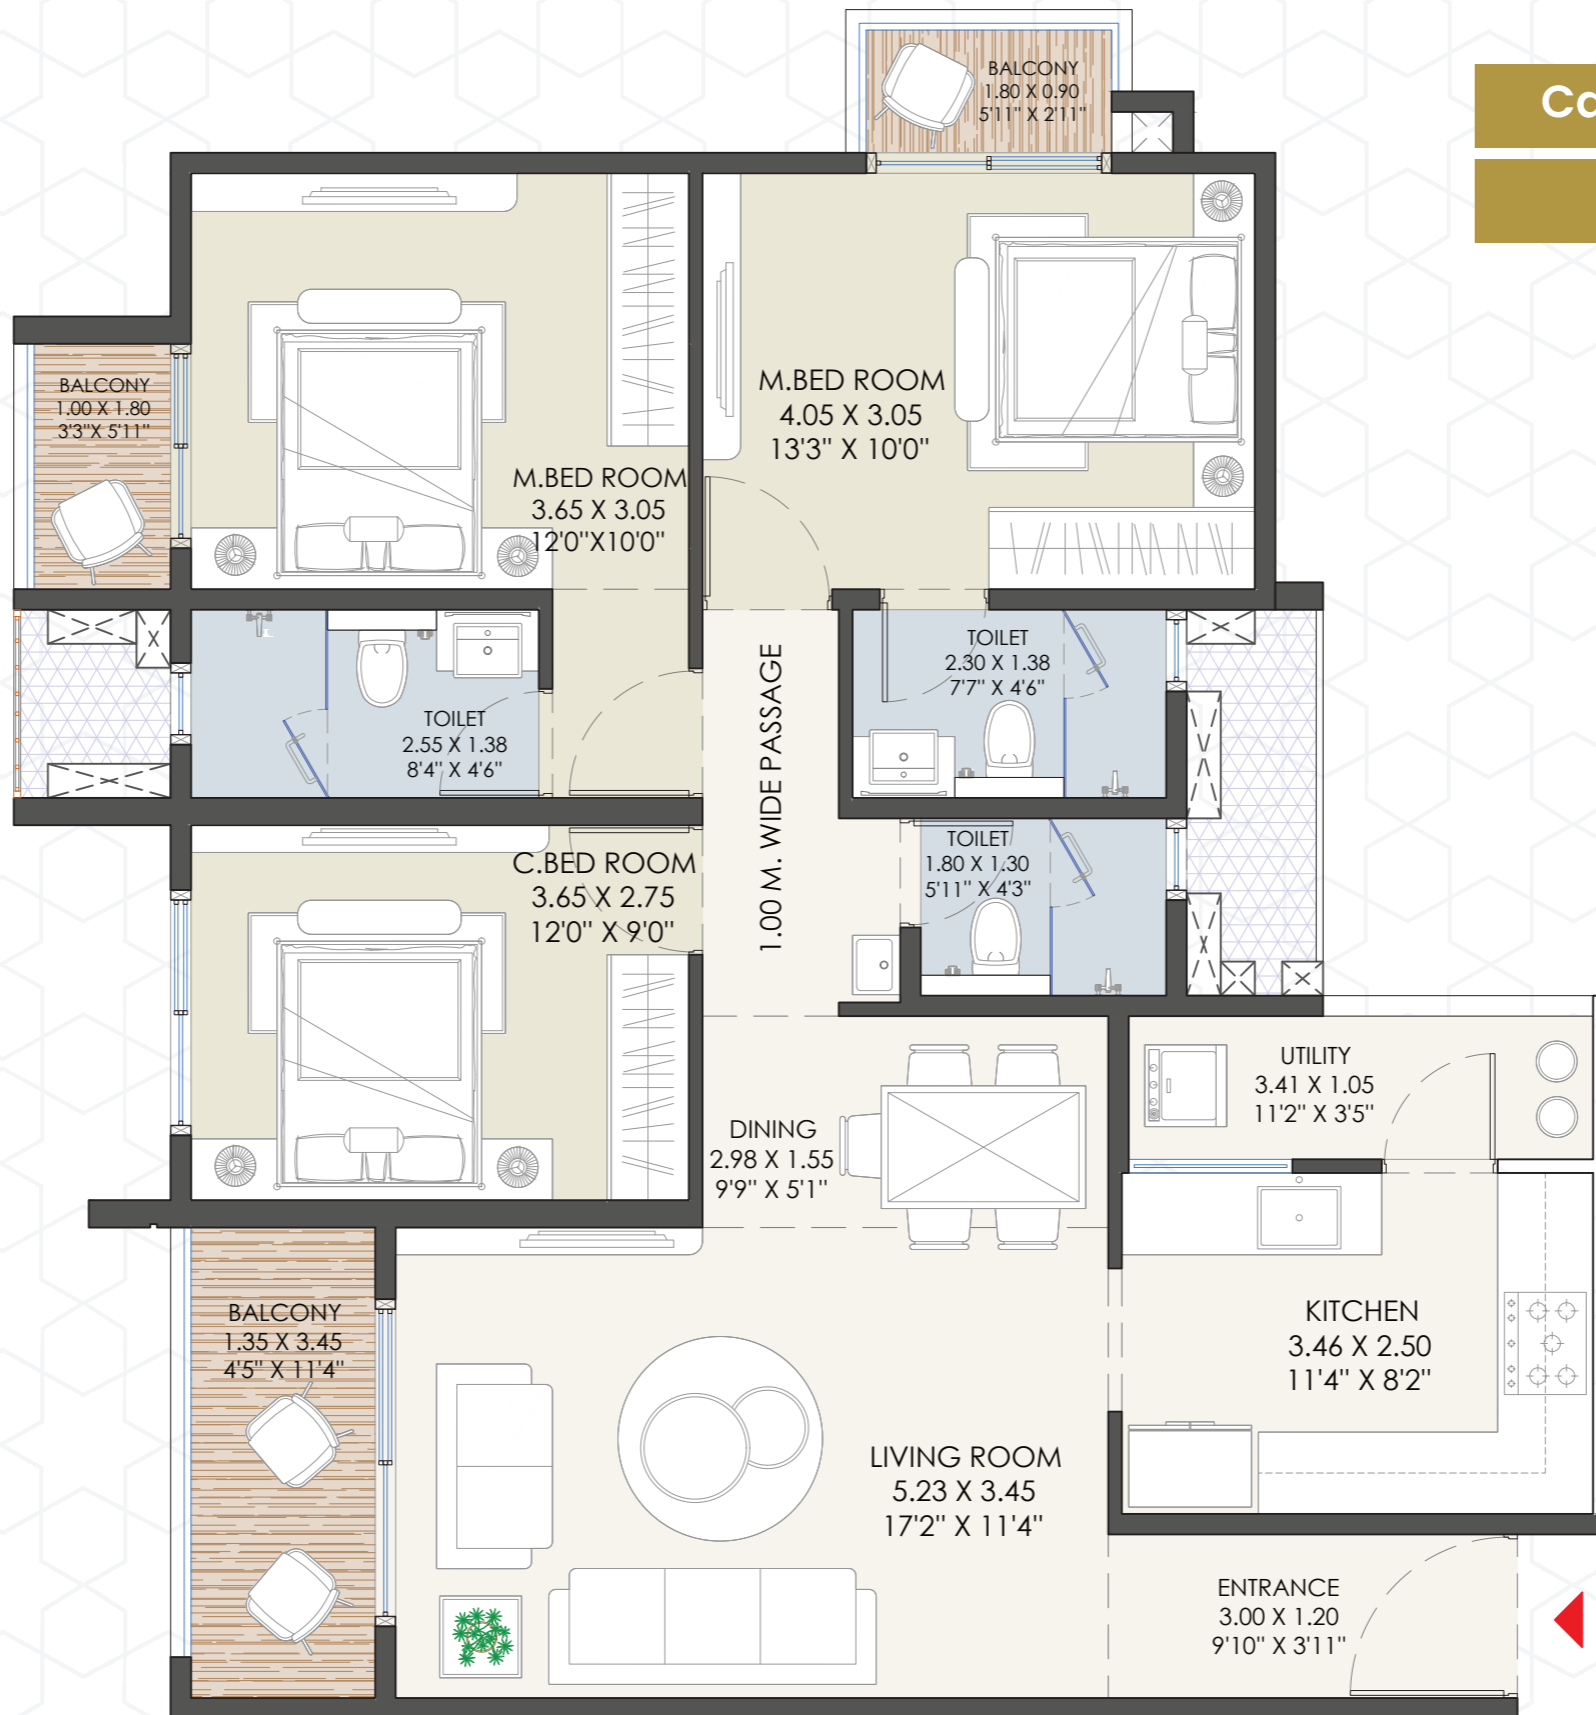 BALCONY
1.80 X 0.90
5'11" X 2'11"
BALCONY
1.00 X 1.80
3'3"X 5'11"
M.BED ROOM
3.65 X 3.05
12'0"X10'0"
M.BED ROOM
4.05 X 3.05
13'3" X 10'0"
TOILET
2.55 X 1.38
8'4" X 4'6"
1.00 M. WIDE PASSAGE
TOILET
2.30 X 1.38
7'7" X 4'6"
TOILET
1.80 X 1.30
5'11" X 4'3"
C.BED ROOM
3.65 X 2.75
12'0" X 9'0"
DINING
2.98 X 1.55
9'9" X 5'1"
UTILITY
3.41 X 1.05
11'2" X 3'5"
BALCONY
1.35 X 3.45
4'5" X 11'4"
KITCHEN
3.46 X 2.50
11'4" X 8'2"
LIVING ROOM
5.23 X 3.45
17'2" X 11'4"
ENTRANCE
3.00 X 1.20
9'10" X 3'11"